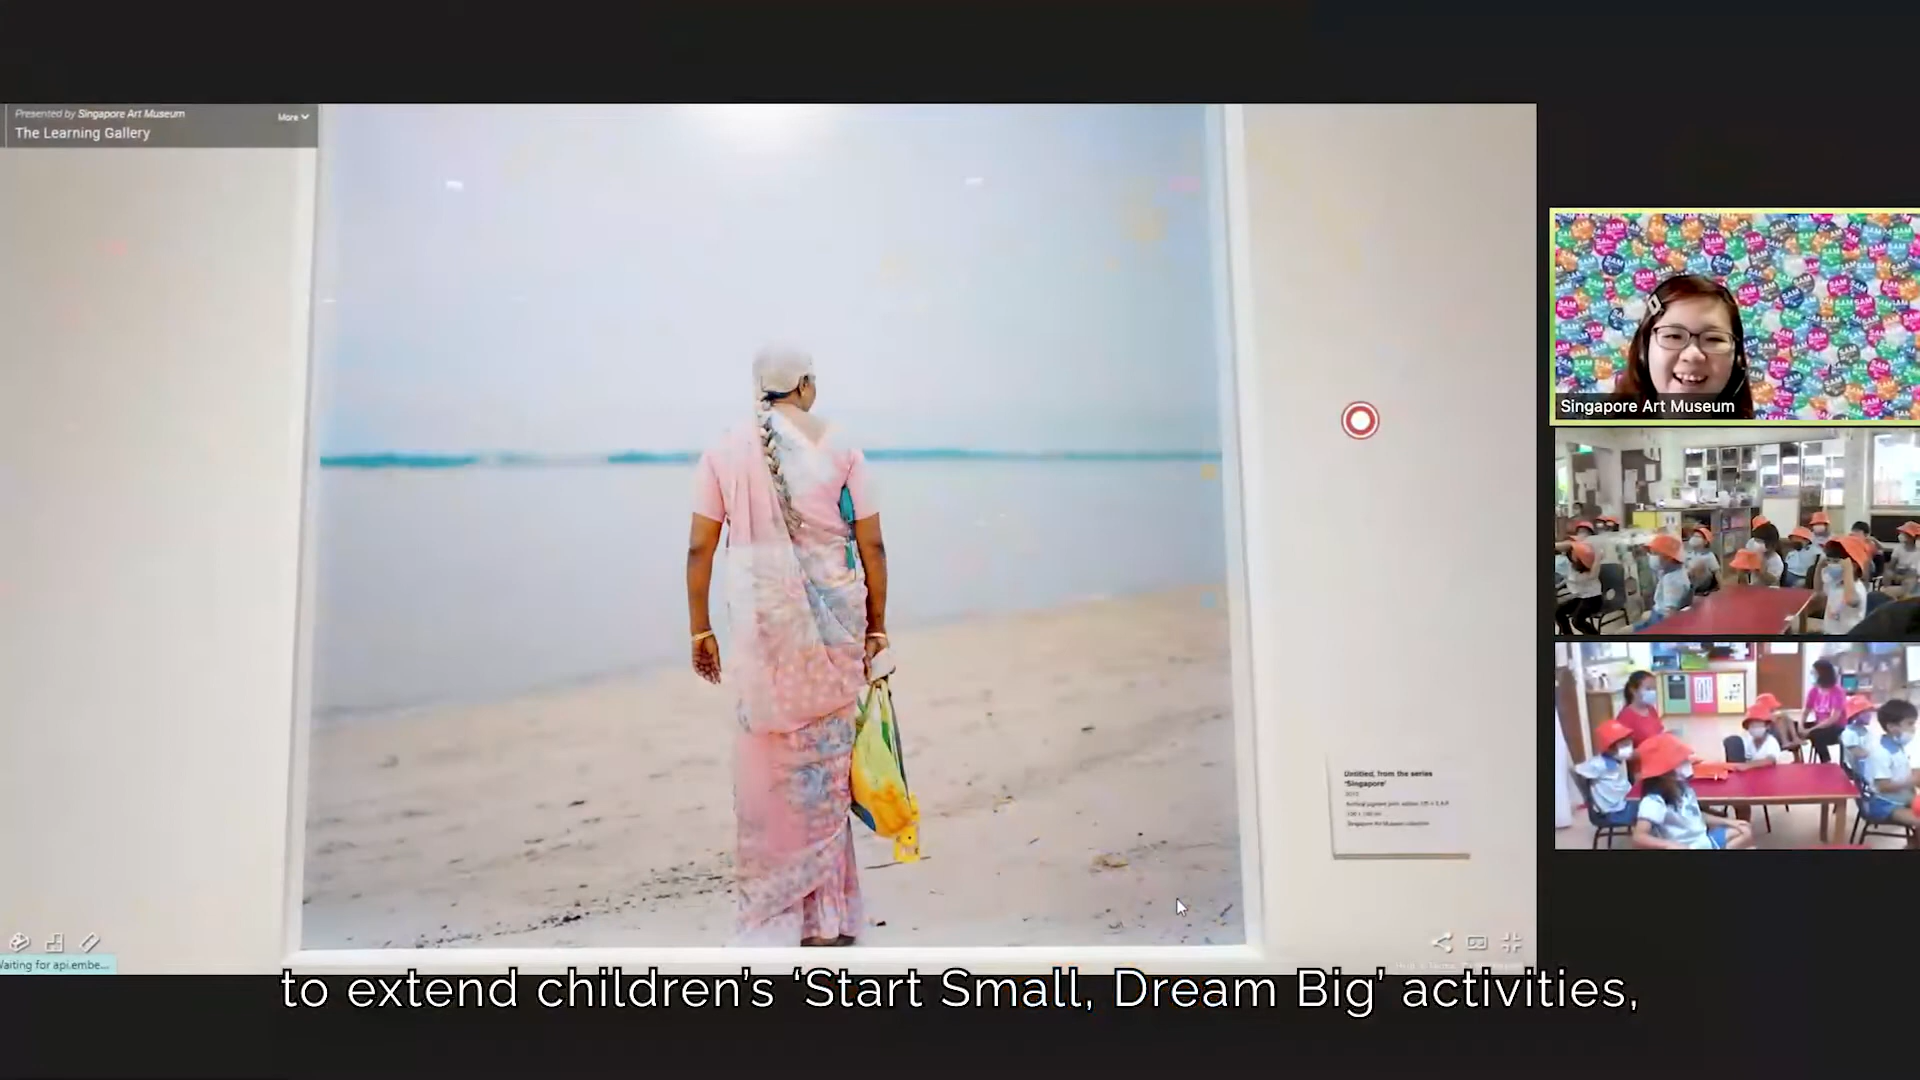 Presented by Singapore Art Museum
More
The Learning Gallery
Singapore Art Museum
Untitled, from the series
'Singapore'
Waiting for api.embe...
to extend children's 'Start Small, Dream Big' activities,